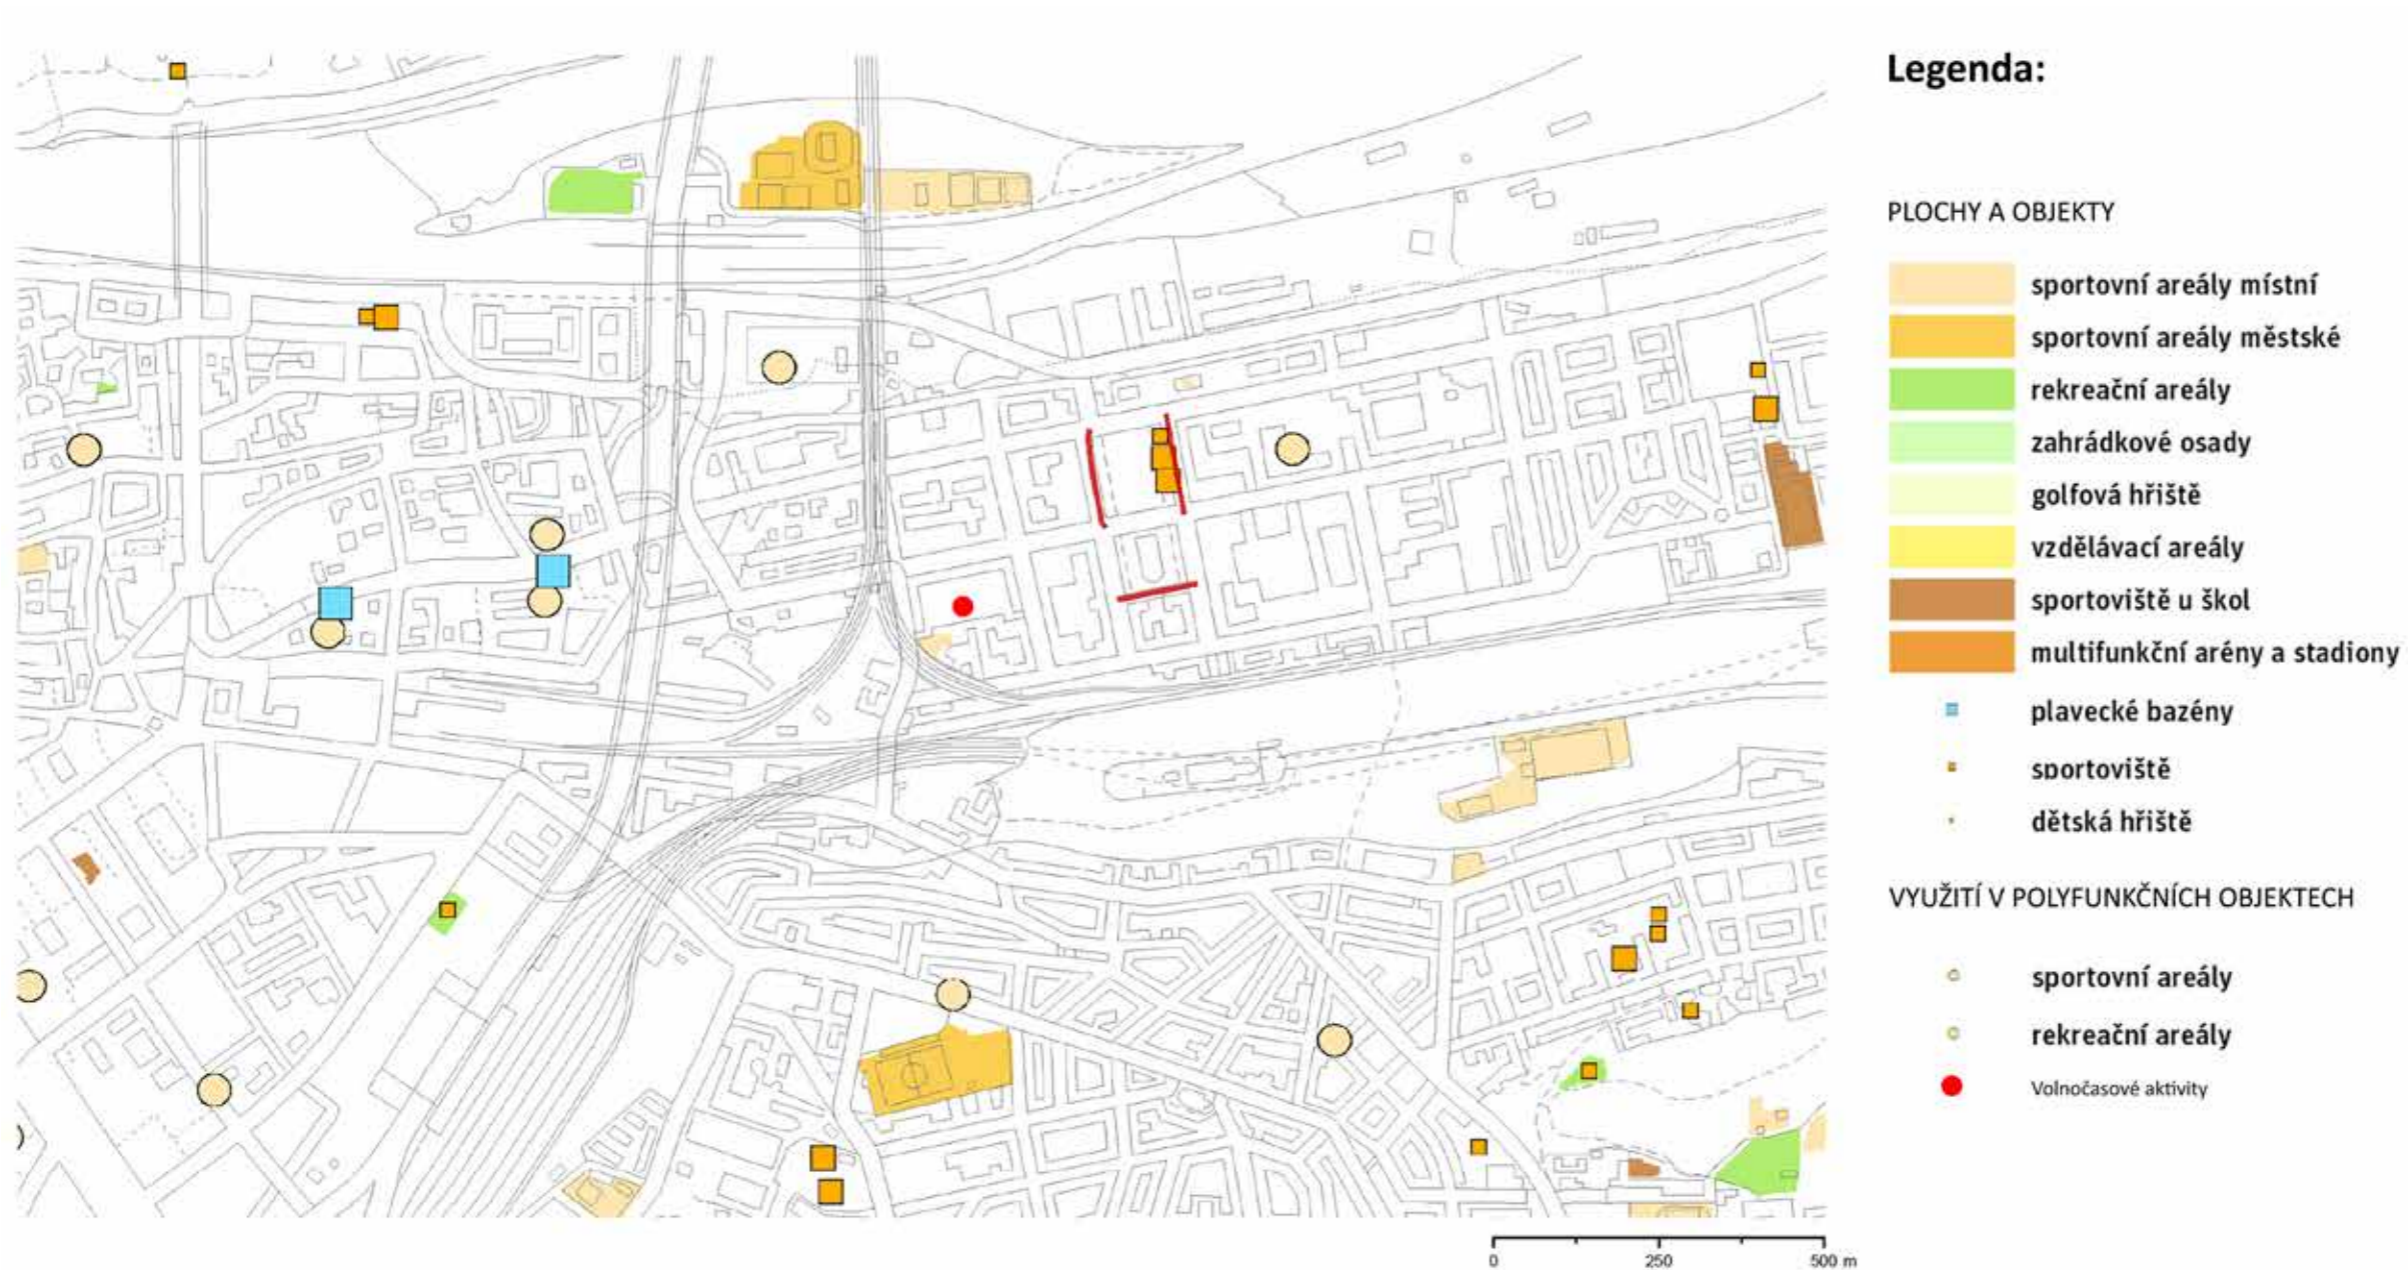 Legenda:
PLOCHY A OBJEKTY
sportovní areály místní
sportovní areály městské
rekreační areály
zahrádkové osady
golfová hřiště
vzdělávací areály
sportoviště u škol
multifunkční arény a stadiony
plavecké bazény
sportoviště
dětská hřiště
VYUŽITÍ V POLYFUNKČNÍCH OBJEKTECH
sportovní areály
rekreační areály
Volnočasové aktivity
0 250 500 m